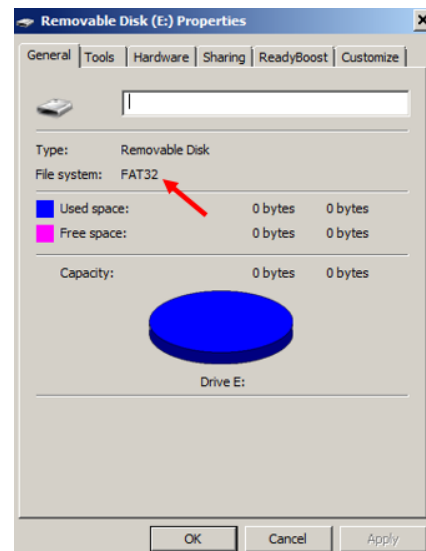 Removable Disk (E:) Properties
General Tools Hardware Sharing ReadyBoost Customize
Type: Removable Disk
File system: FAT32
Used space: 0 bytes 0 bytes
Free space: 0 bytes 0 bytes
Capacity: 0 bytes 0 bytes
Drive E:
OK Cancel Apply